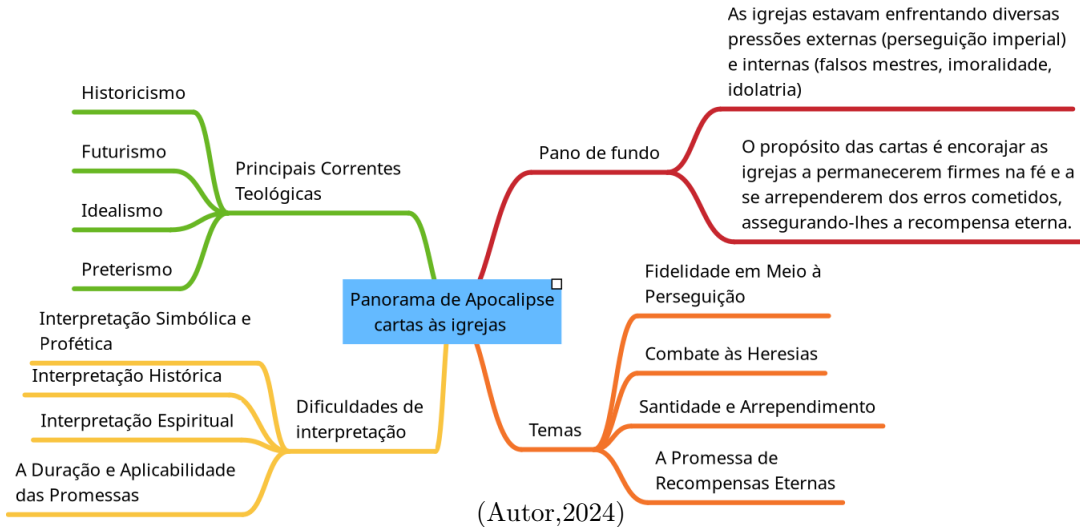 Panorama de Apocalipse
cartas às igrejas
Pano de fundo
As igrejas estavam enfrentando diversas
pressões externas (perseguição imperial)
e internas (falsos mestres, imoralidade,
idolatria)
O propósito das cartas é encorajar as
igrejas a permanecerem firmes na fé e a
se arrependerem dos erros cometidos,
assegurando-lhes a recompensa eterna.
Temas
Fidelidade em Meio à
Perseguição
Combate às Heresias
Santidade e Arrependimento
A Promessa de
Recompensas Eternas
Principais Correntes
Teológicas
Historicismo
Futurismo
Idealismo
Preterismo
Dificuldades de
interpretação
Interpretação Simbólica e
Profética
Interpretação Histórica
Interpretação Espiritual
A Duração e Aplicabilidade
das Promessas
(Autor,2024)